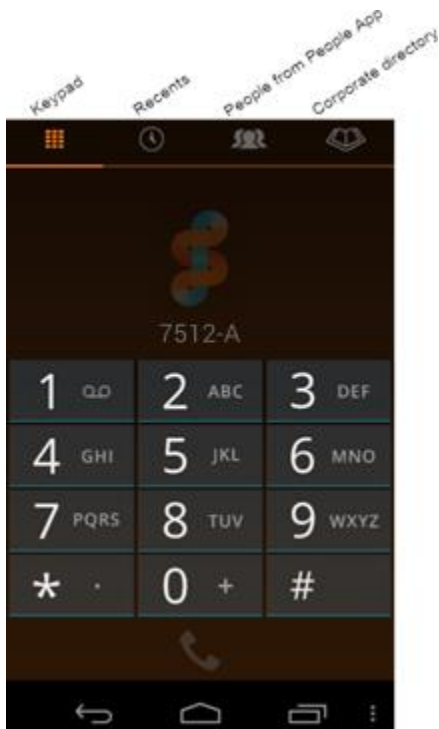 Keypad
Recents
People from People App
Corporate directory
7512-A
1
2 ABC
3 DEF
4 GHI
5 JKL
6 MNO
7 PQRS
8 TUV
9 WXYZ
* ·
0 +
#